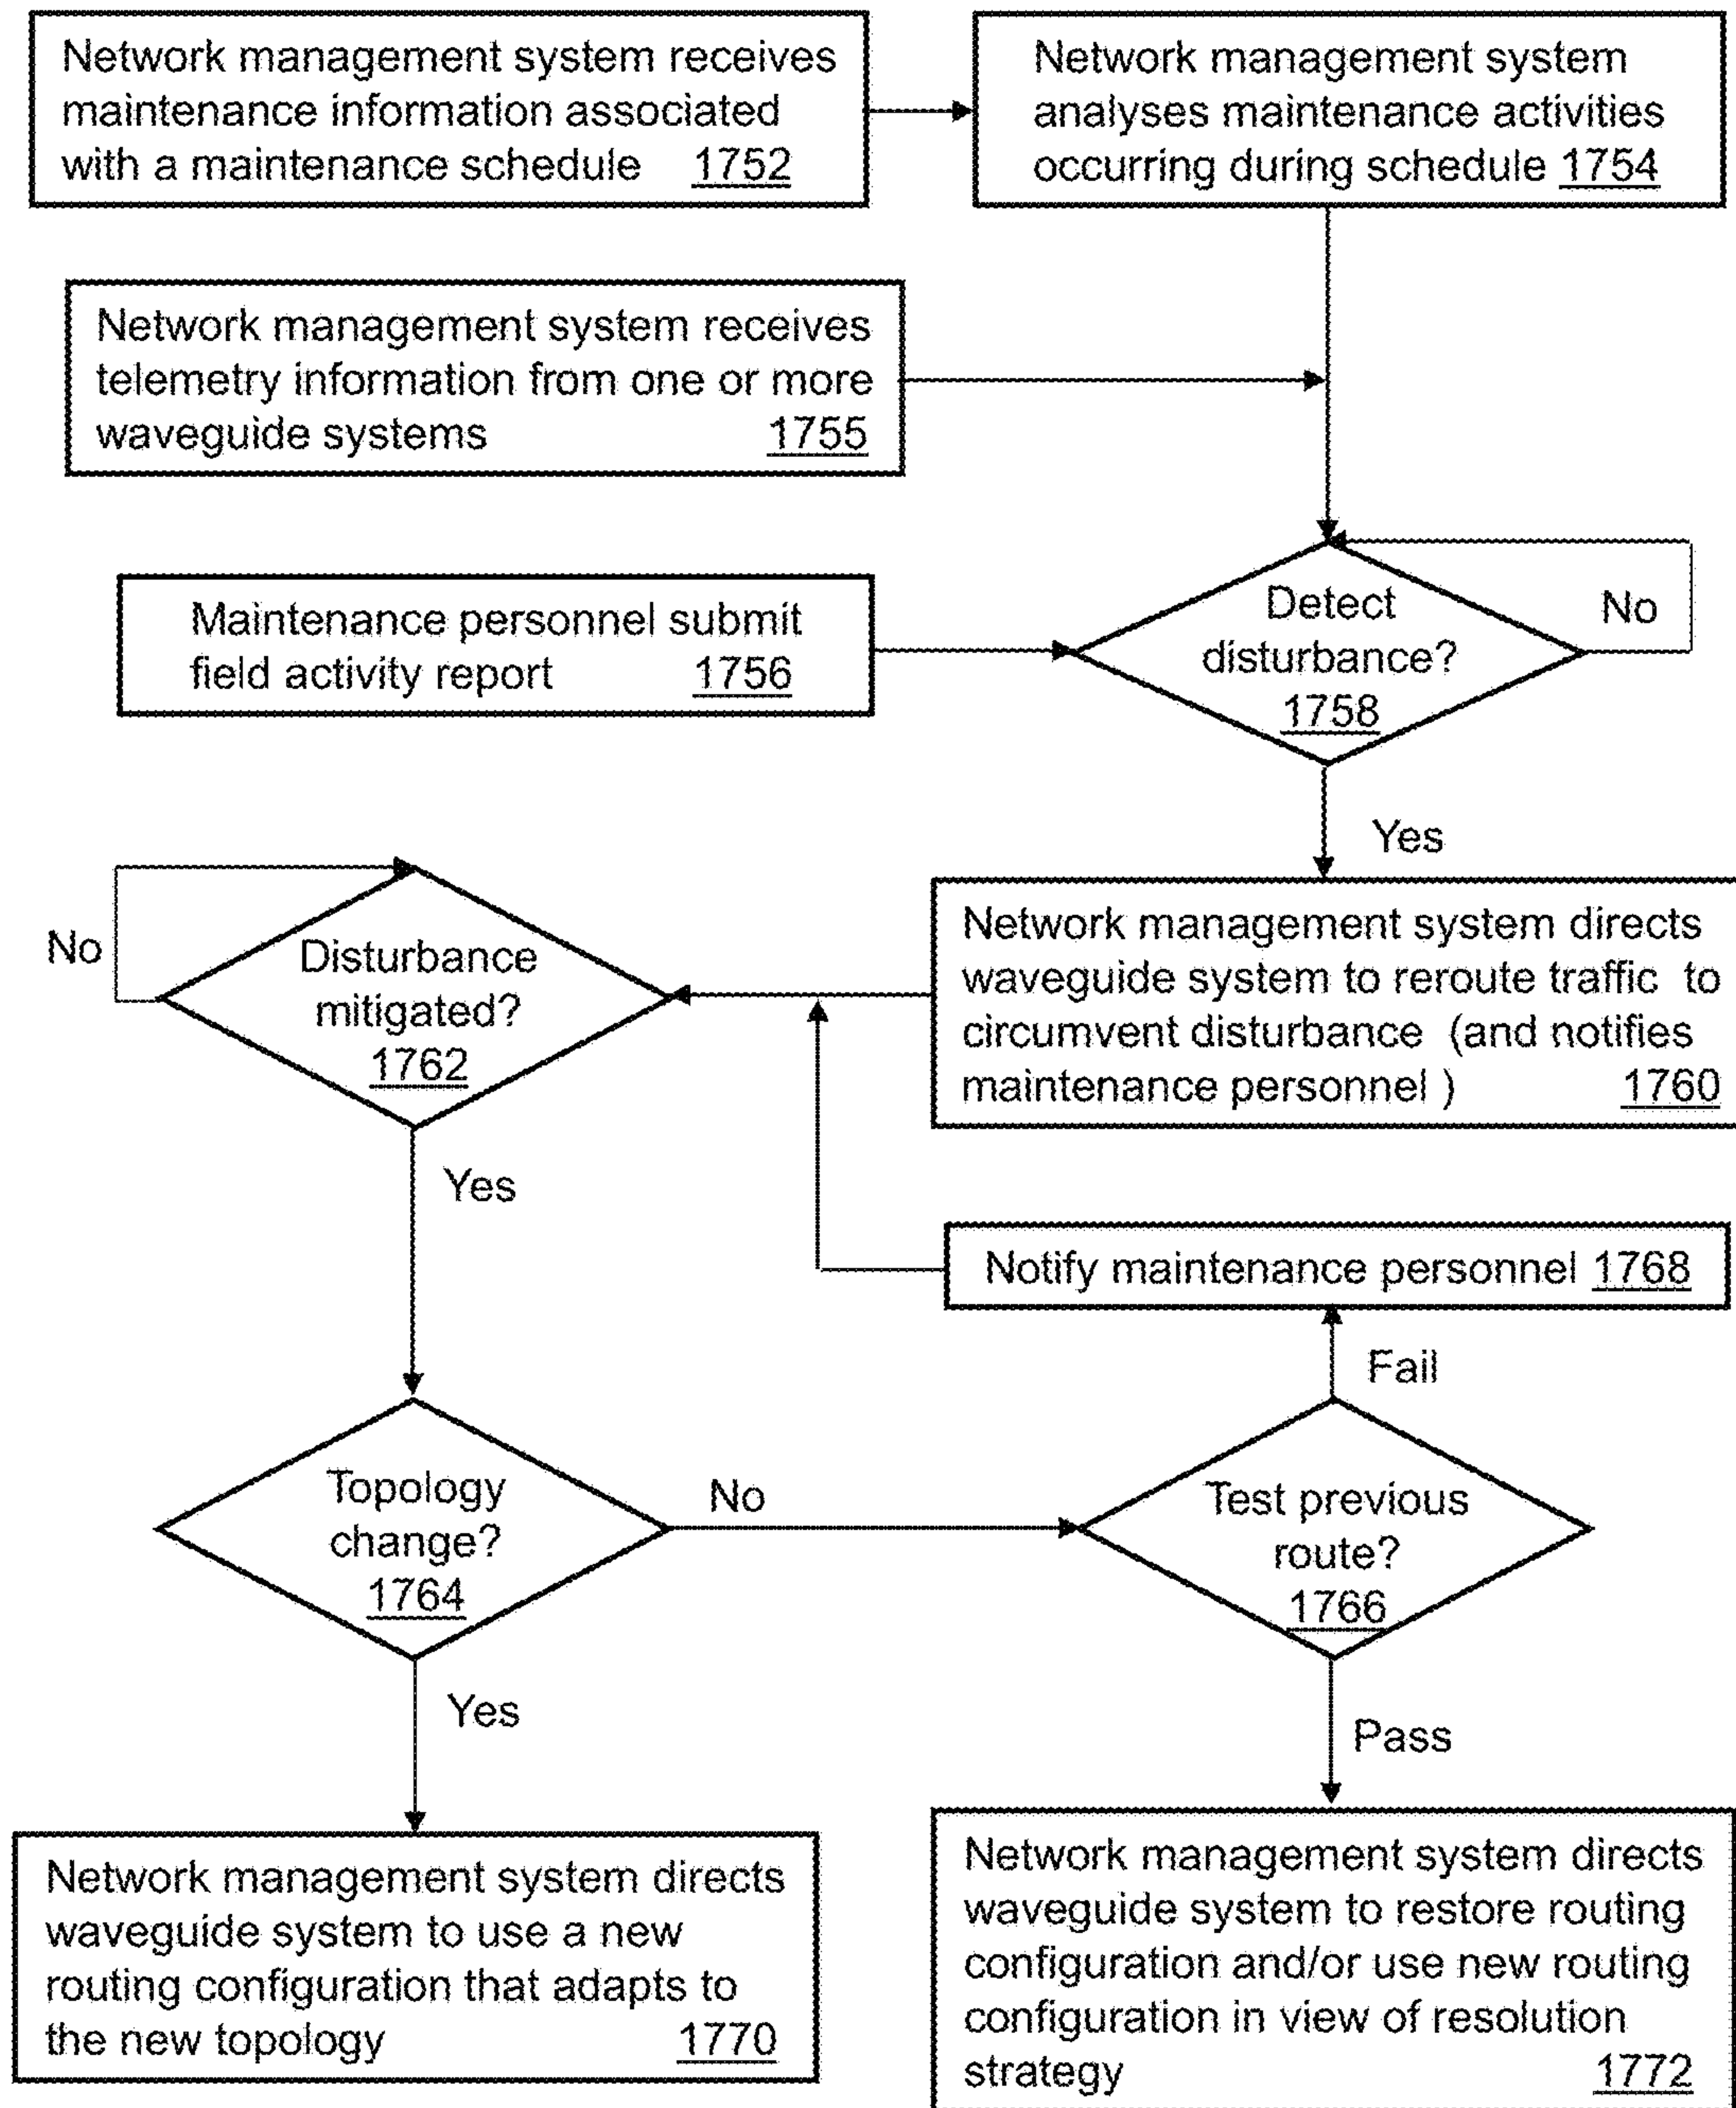 Network management system receives
maintenance information associated
with a maintenance schedule 1752
Network management system
analyses maintenance activities
occurring during schedule 1754
Network management system receives
telemetry information from one or more
waveguide systems 1755
Maintenance personnel submit
field activity report 1756
Detect
disturbance?
1758
No
Yes
Network management system directs
waveguide system to reroute traffic to
circumvent disturbance (and notifies
maintenance personnel ) 1760
No
Disturbance
mitigated?
1762
Yes
Notify maintenance personnel 1768
Fail
Topology
change?
1764
No
Test previous
route?
1766
Yes
Pass
Network management system directs
waveguide system to use a new
routing configuration that adapts to
the new topology 1770
Network management system directs
waveguide system to restore routing
configuration and/or use new routing
configuration in view of resolution
strategy 1772